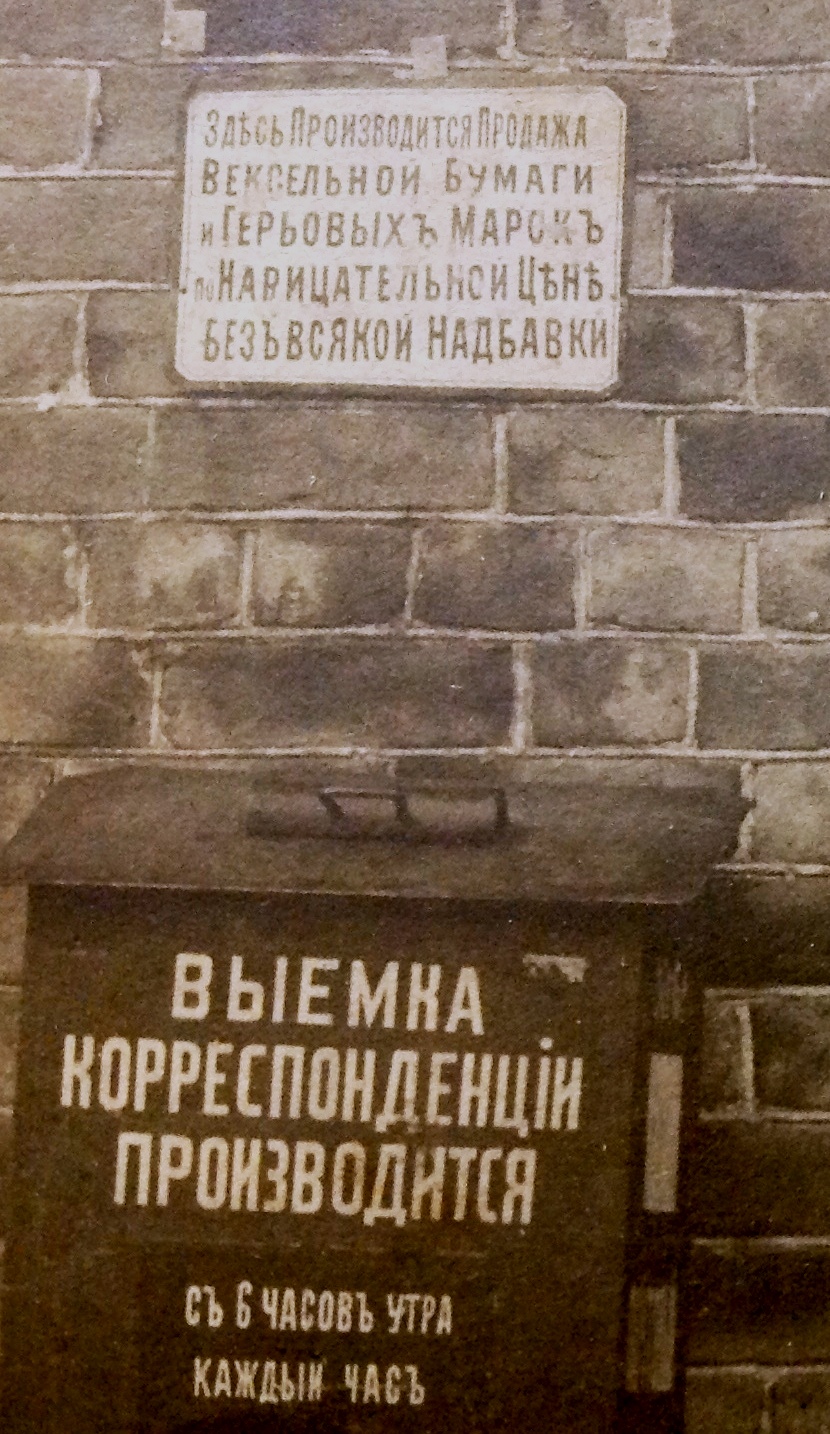 Здѣсь Производится Продажа
Вексельной Бумаги
и Герьовыхъ Марокъ
по Нарицательной Цѣнѣ
безъ всякой надбавки
ВЫЕМКА
КОРРЕСПОНДЕНЦІИ
ПРОИЗВОДИТСЯ
СЪ 6 ЧАСОВЪ УТРА
КАЖДЫЙ ЧАСЪ